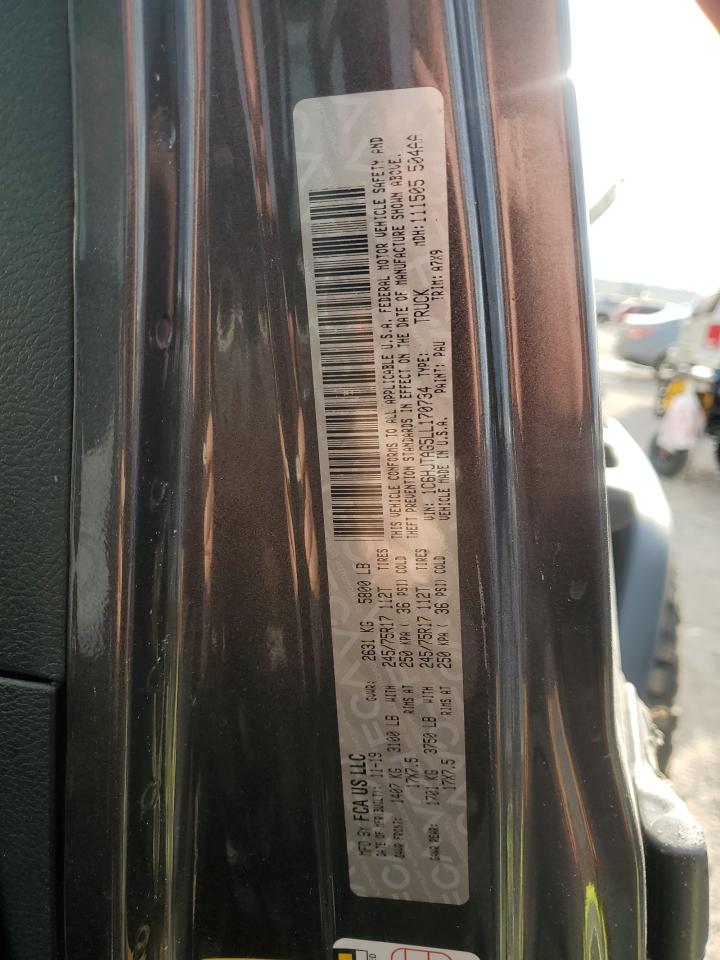 MFD BY FCA US LLC
DATE OF MFR(BUILT): 11-19 GVWR: 2631 KG 5800 LB
GAWR FRONT: 1407 KG 3100 LB WITH 245/75R17 112T TIRES
17X7.5 RIMS AT 250 KPA ( 36 PSI) COLD
GAWR REAR: 1701 KG 3750 LB WITH 245/75R17 112T TIRES
17X7.5 RIMS AT 250 KPA ( 36 PSI) COLD
THIS VEHICLE CONFORMS TO ALL APPLICABLE U.S.A. FEDERAL MOTOR VEHICLE SAFETY AND
THEFT PREVENTION STANDARDS IN EFFECT ON THE DATE OF MANUFACTURE SHOWN ABOVE.
VIN: 1C6HJTAG5LL170734 TYPE: TRUCK MDH: 111505 504AA
VEHICLE MADE IN U.S.A. PAINT: PAU TRIM: A7X9